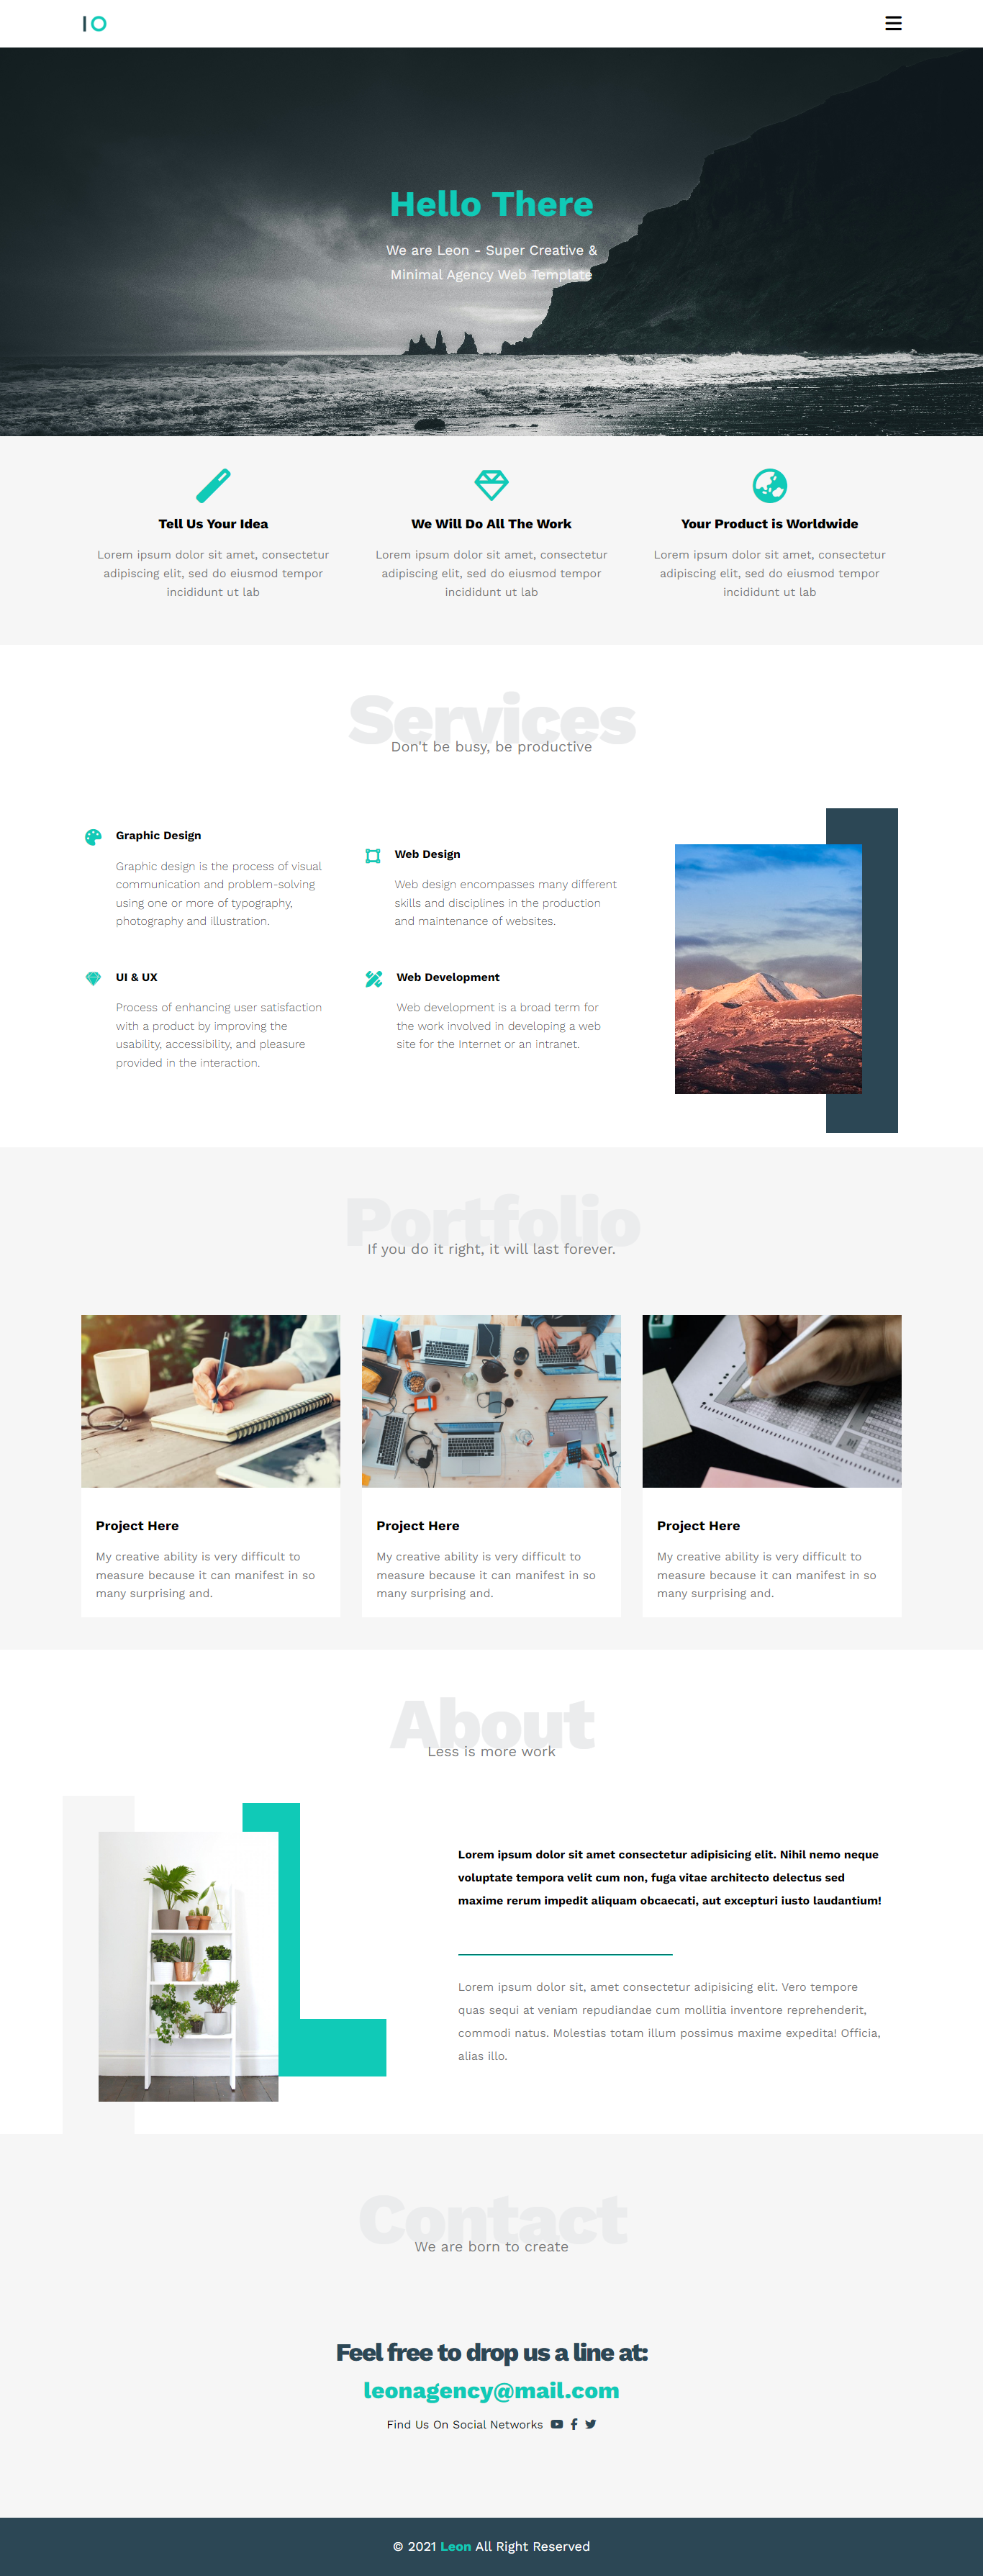 IO
Hello There
We are Leon - Super Creative &
Minimal Agency Web Template
Tell Us Your Idea
Lorem ipsum dolor sit amet, consectetur
adipiscing elit, sed do eiusmod tempor
incididunt ut lab
We Will Do All The Work
Lorem ipsum dolor sit amet, consectetur
adipiscing elit, sed do eiusmod tempor
incididunt ut lab
Your Product is Worldwide
Lorem ipsum dolor sit amet, consectetur
adipiscing elit, sed do eiusmod tempor
incididunt ut lab
Services
Don't be busy, be productive
Graphic Design
Graphic design is the process of visual
communication and problem-solving
using one or more of typography,
photography and illustration.
Web Design
Web design encompasses many different
skills and disciplines in the production
and maintenance of websites.
UI & UX
Process of enhancing user satisfaction
with a product by improving the
usability, accessibility, and pleasure
provided in the interaction.
Web Development
Web development is a broad term for
the work involved in developing a web
site for the Internet or an intranet.
Portfolio
If you do it right, it will last forever.
Project Here
My creative ability is very difficult to
measure because it can manifest in so
many surprising and.
Project Here
My creative ability is very difficult to
measure because it can manifest in so
many surprising and.
Project Here
My creative ability is very difficult to
measure because it can manifest in so
many surprising and.
About
Less is more work
Lorem ipsum dolor sit amet consectetur adipisicing elit. Nihil nemo neque
voluptate tempora velit cum non, fuga vitae architecto delectus sed
maxime rerum impedit aliquam obcaecati, aut excepturi iusto laudantium!
Lorem ipsum dolor sit, amet consectetur adipisicing elit. Vero tempore
quas sequi at veniam repudiandae cum mollitia inventore reprehenderit,
commodi natus. Molestias totam illum possimus maxime expedita! Officia,
alias illo.
Contact
We are born to create
Feel free to drop us a line at:
leonagency@mail.com
Find Us On Social Networks
© 2021 Leon All Right Reserved